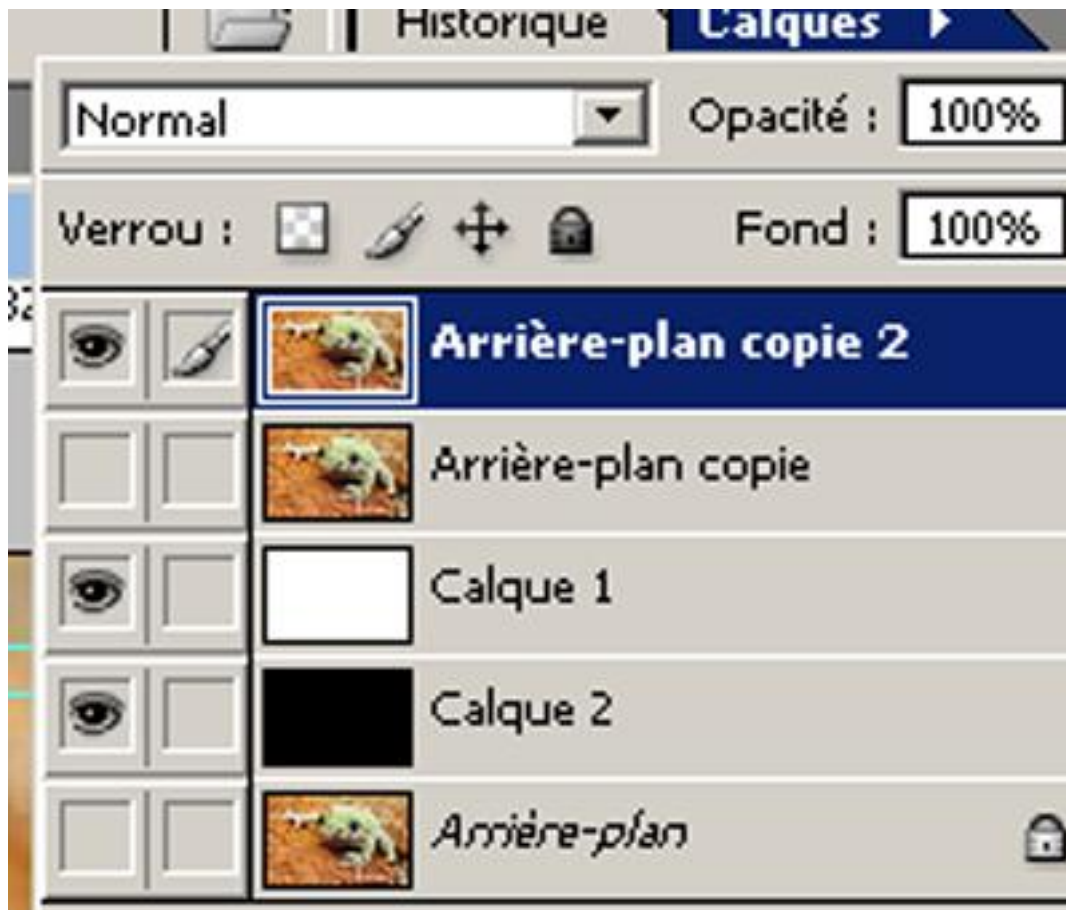 Historique Calques
Normal Opacité : 100%
Verrou : Fond : 100%
Arrière-plan copie 2
Arrière-plan copie
Calque 1
Calque 2
Arrière-plan